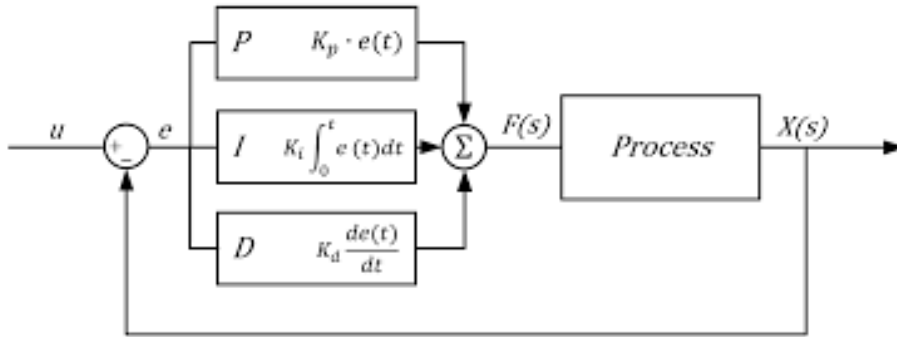 P K_p · e(t)
u
+
−
e
I K_i ∫_0^t e (t)dt
Σ
F(s)
Process
X(s)
D K_d de(t)/dt